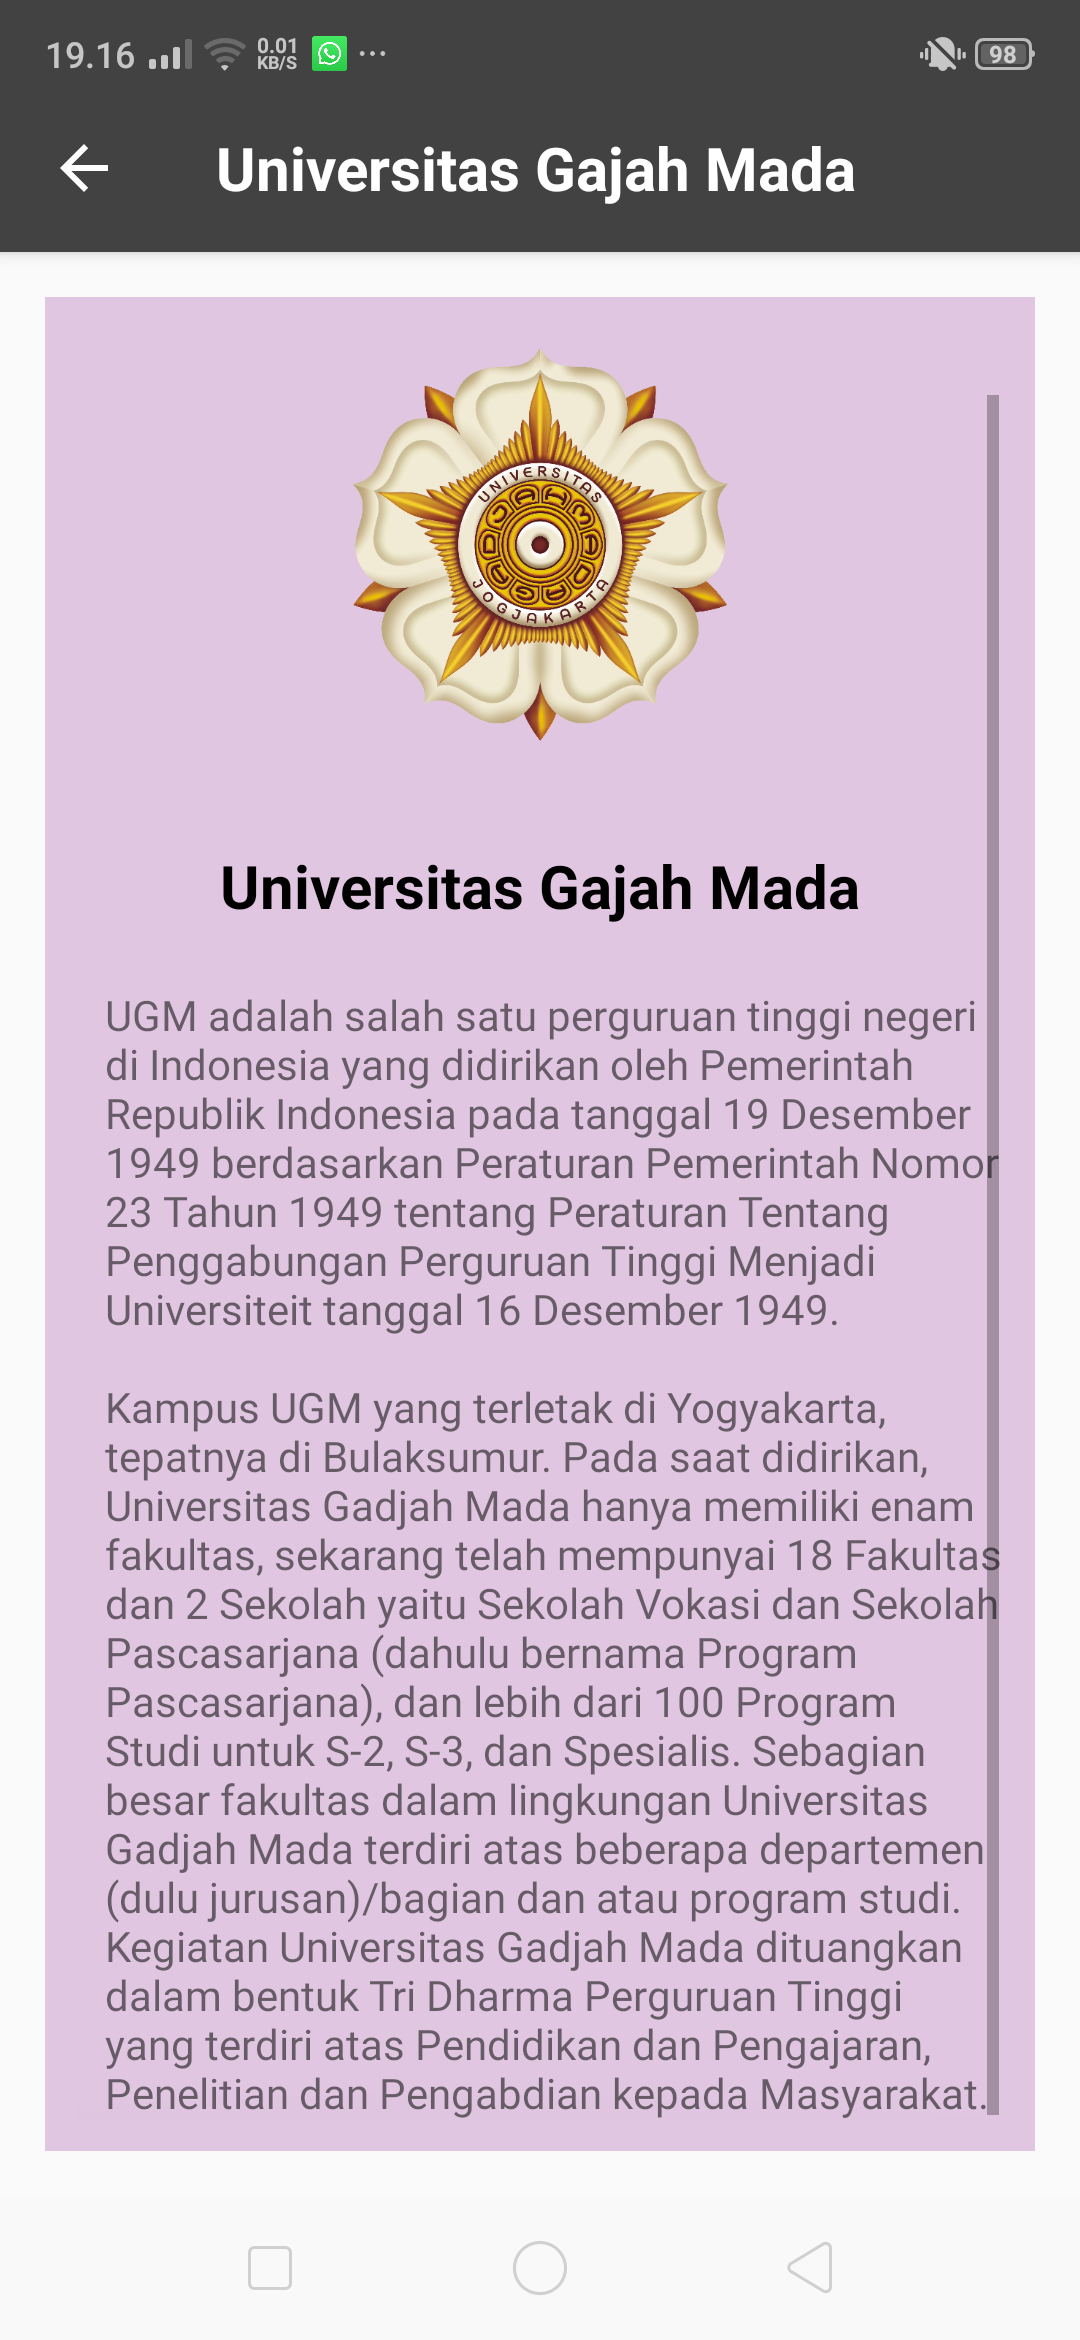 19.16
0.01
KB/S
98
Universitas Gajah Mada
UNIVERSITAS
GADJAH MADA
JOGJAKARTA
Universitas Gajah Mada
UGM adalah salah satu perguruan tinggi negeri
di Indonesia yang didirikan oleh Pemerintah
Republik Indonesia pada tanggal 19 Desember
1949 berdasarkan Peraturan Pemerintah Nomor
23 Tahun 1949 tentang Peraturan Tentang
Penggabungan Perguruan Tinggi Menjadi
Universiteit tanggal 16 Desember 1949.
Kampus UGM yang terletak di Yogyakarta,
tepatnya di Bulaksumur. Pada saat didirikan,
Universitas Gadjah Mada hanya memiliki enam
fakultas, sekarang telah mempunyai 18 Fakultas
dan 2 Sekolah yaitu Sekolah Vokasi dan Sekolah
Pascasarjana (dahulu bernama Program
Pascasarjana), dan lebih dari 100 Program
Studi untuk S-2, S-3, dan Spesialis. Sebagian
besar fakultas dalam lingkungan Universitas
Gadjah Mada terdiri atas beberapa departemen
(dulu jurusan)/bagian dan atau program studi.
Kegiatan Universitas Gadjah Mada dituangkan
dalam bentuk Tri Dharma Perguruan Tinggi
yang terdiri atas Pendidikan dan Pengajaran,
Penelitian dan Pengabdian kepada Masyarakat.